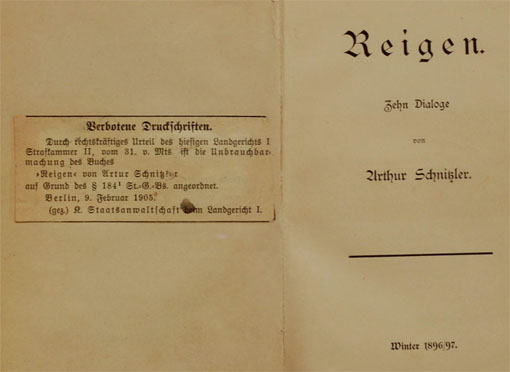 Verbotene Druckschriften.
Durch rechtskräftiges Urteil des hiesigen Landgerichts I
Strafkammer II, vom 31. v. Mts ist die Unbrauchbar-
machung des Buches
»Reigen« von Artur Schnitzler
auf Grund des § 184¹ St.-G.-Bs. angeordnet.
Berlin, 9. Februar 1905.
(gez.) K. Staatsanwaltschaft beim Landgericht I.
Reigen.
Zehn Dialoge
von
Arthur Schnitzler.
Winter 1896/97.